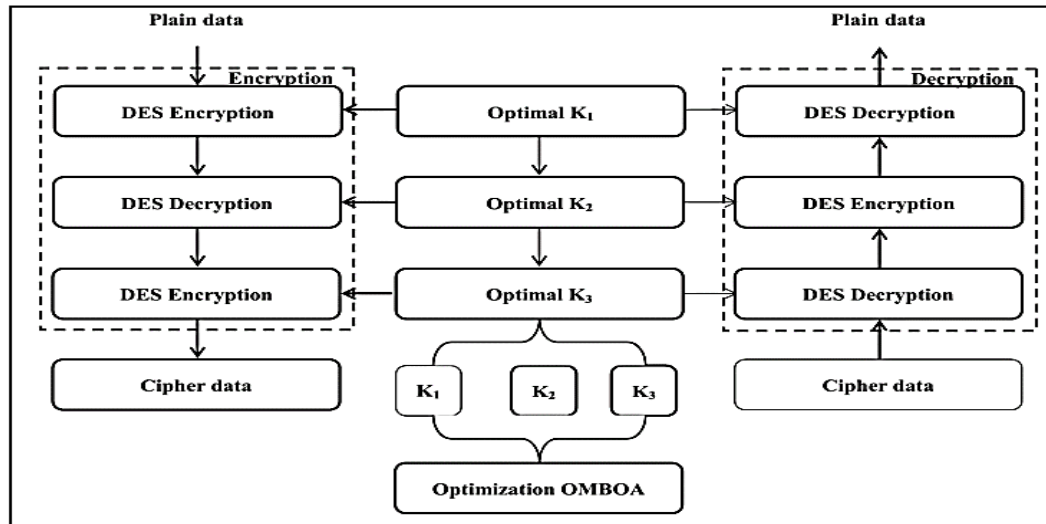 Plain data
Plain data
Encryption
Decryption
DES Encryption
Optimal K₁
DES Decryption
DES Decryption
Optimal K₂
DES Encryption
DES Encryption
Optimal K₃
DES Decryption
Cipher data
K₁
K₂
K₃
Cipher data
Optimization OMBOA